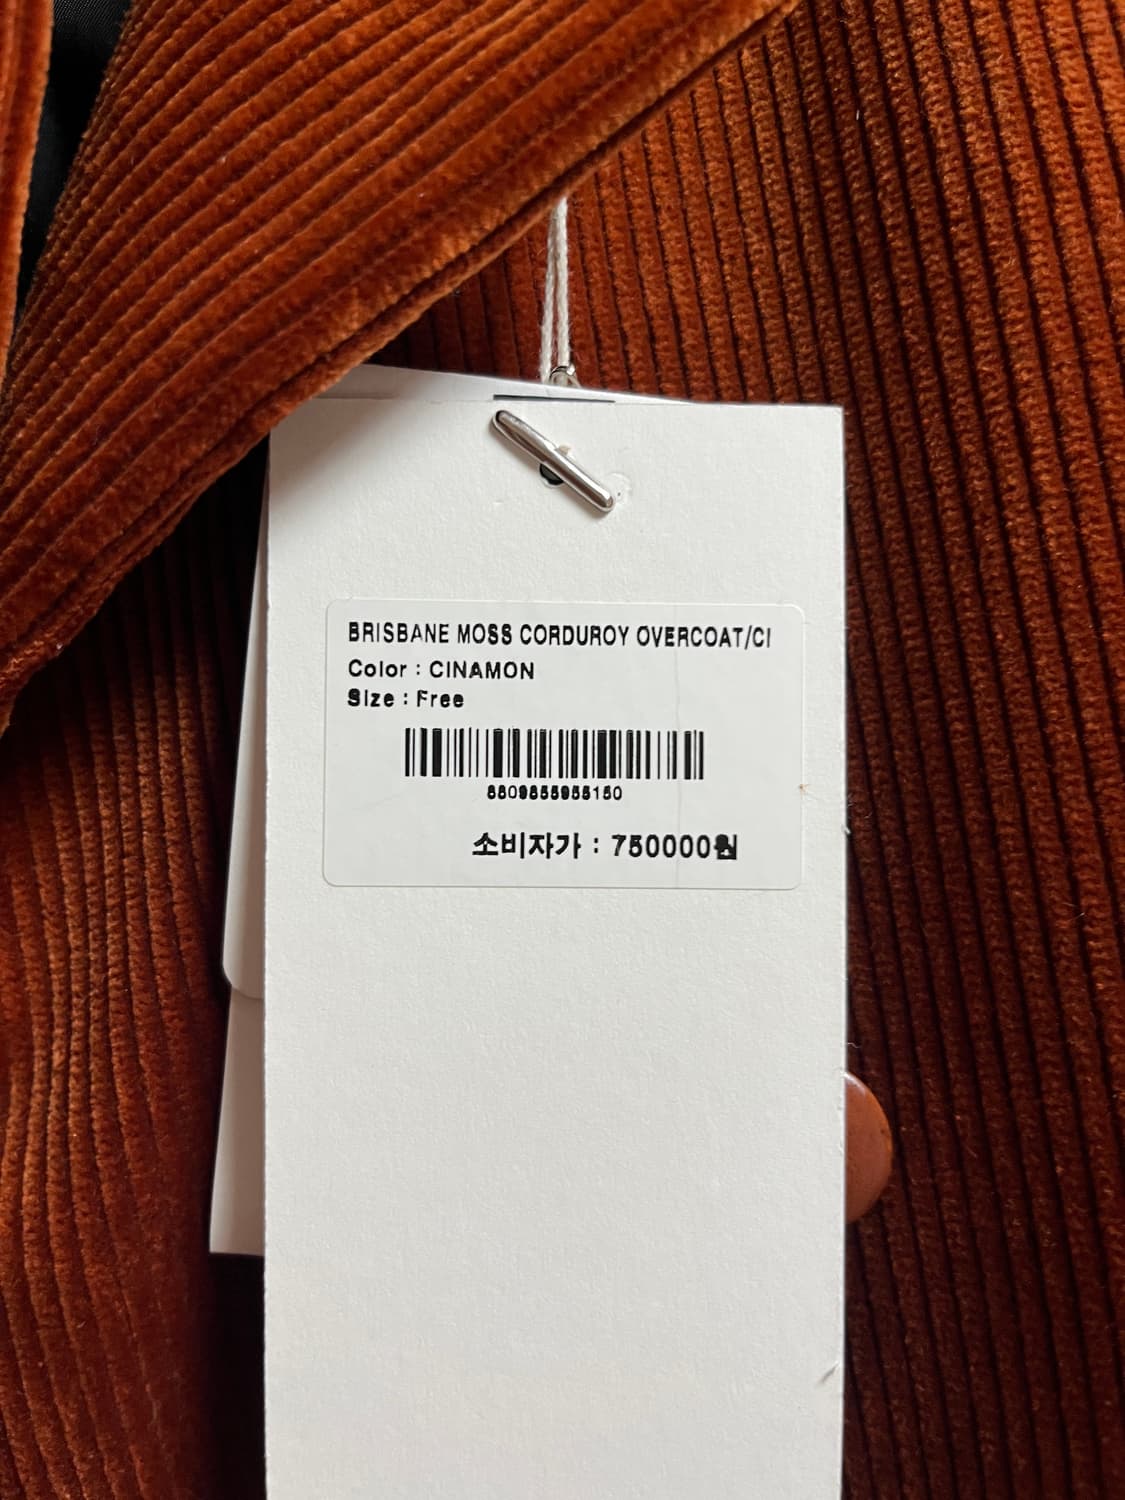 BRISBANE MOSS CORDUROY OVERCOAT/CI
Color : CINAMON
Size : Free
소비자가 : 750000원